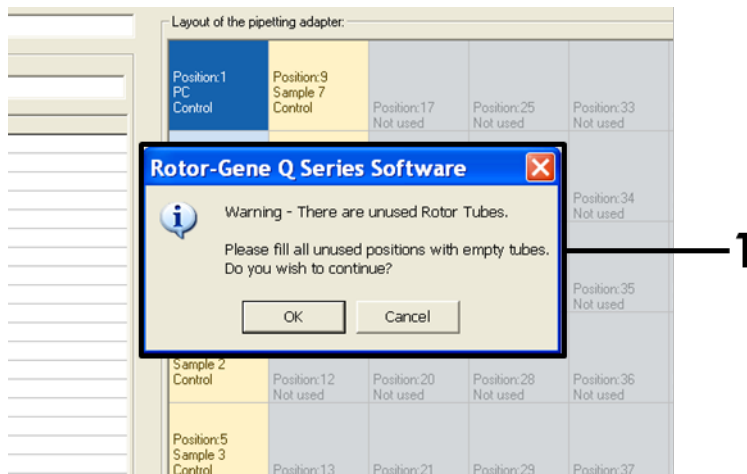 Layout of the pipetting adapter:
Position:1
PC
Control
Position:9
Sample 7
Control
Position:17
Not used
Position:25
Not used
Position:33
Not used
Rotor-Gene Q Series Software
Warning - There are unused Rotor Tubes.
Please fill all unused positions with empty tubes.
Do you wish to continue?
OK
Cancel
1
Position:34
Not used
Position:35
Not used
Sample 2
Control
Position:12
Not used
Position:20
Not used
Position:28
Not used
Position:36
Not used
Position:5
Sample 3
Control
Position:13
Position:21
Position:29
Position:37